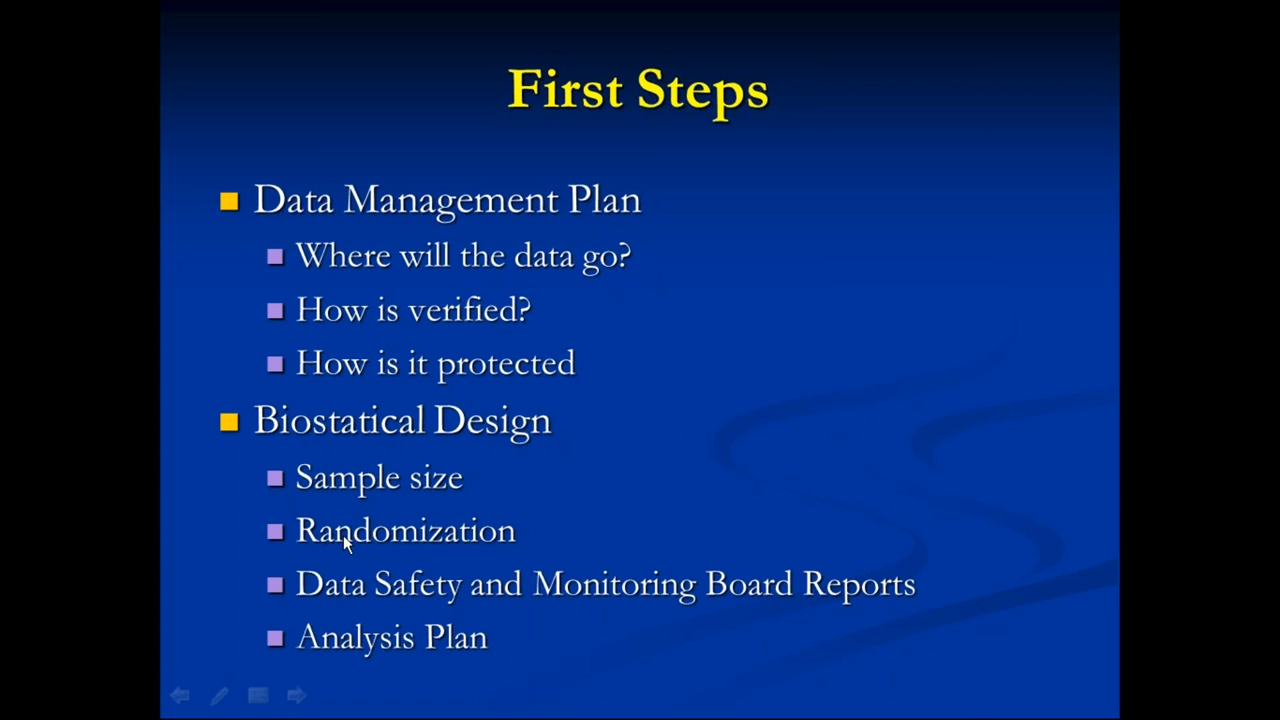 First Steps
Data Management Plan
Where will the data go?
How is verified?
How is it protected
Biostatical Design
Sample size
Randomization
Data Safety and Monitoring Board Reports
Analysis Plan